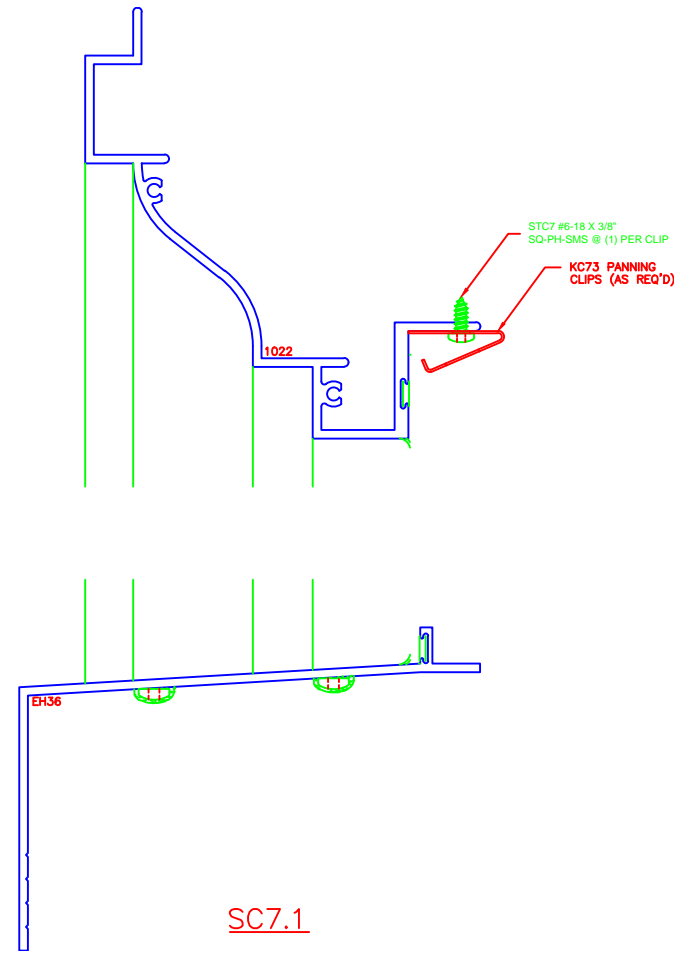 STC7 #6-18 X 3/8"
SQ-PH-SMS @ (1) PER CLIP
KC73 PANNING
CLIPS (AS REQ'D)
1022
EH36
SC7.1